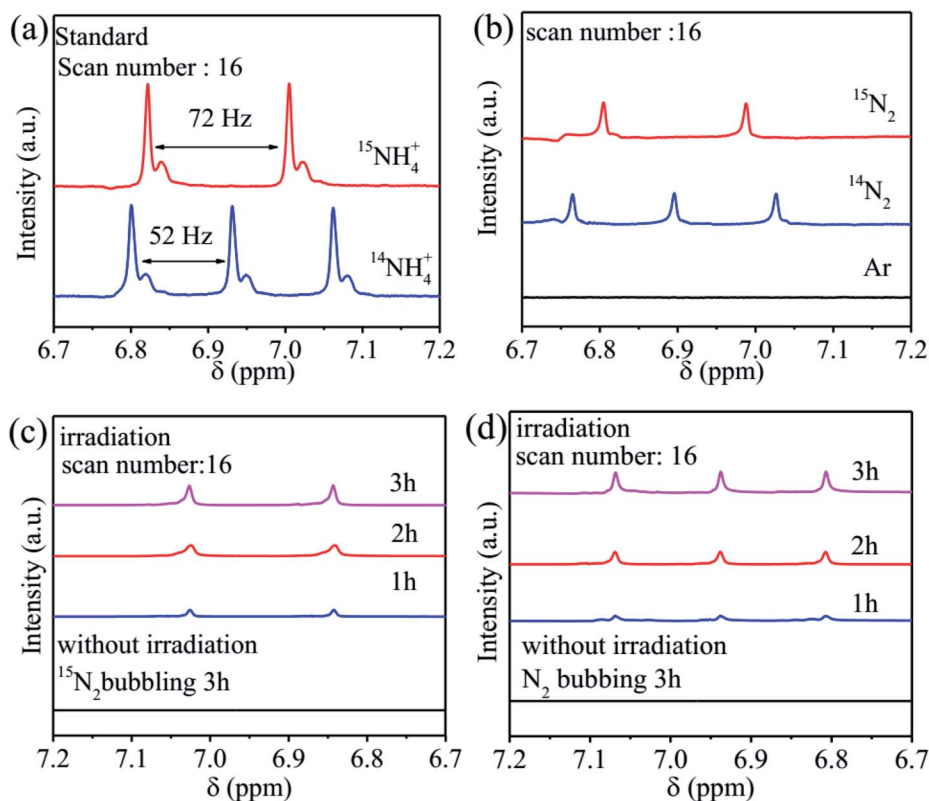 (a)
Standard
Scan number : 16
72 Hz
¹⁵NH₄⁺
52 Hz
¹⁴NH₄⁺
Intensity (a.u.)
6.7 6.8 6.9 7.0 7.1 7.2
δ (ppm)
(b)
scan number :16
¹⁵N₂
¹⁴N₂
Ar
Intensity (a.u.)
6.7 6.8 6.9 7.0 7.1 7.2
δ (ppm)
(c)
irradiation
scan number:16
3h
2h
1h
without irradiation
¹⁵N₂bubbling 3h
Intensity (a.u.)
7.2 7.1 7.0 6.9 6.8 6.7
δ (ppm)
(d)
irradiation
scan number: 16
3h
2h
1h
without irradiation
N₂ bubbing 3h
Intensity (a.u.)
7.2 7.1 7.0 6.9 6.8 6.7
δ (ppm)